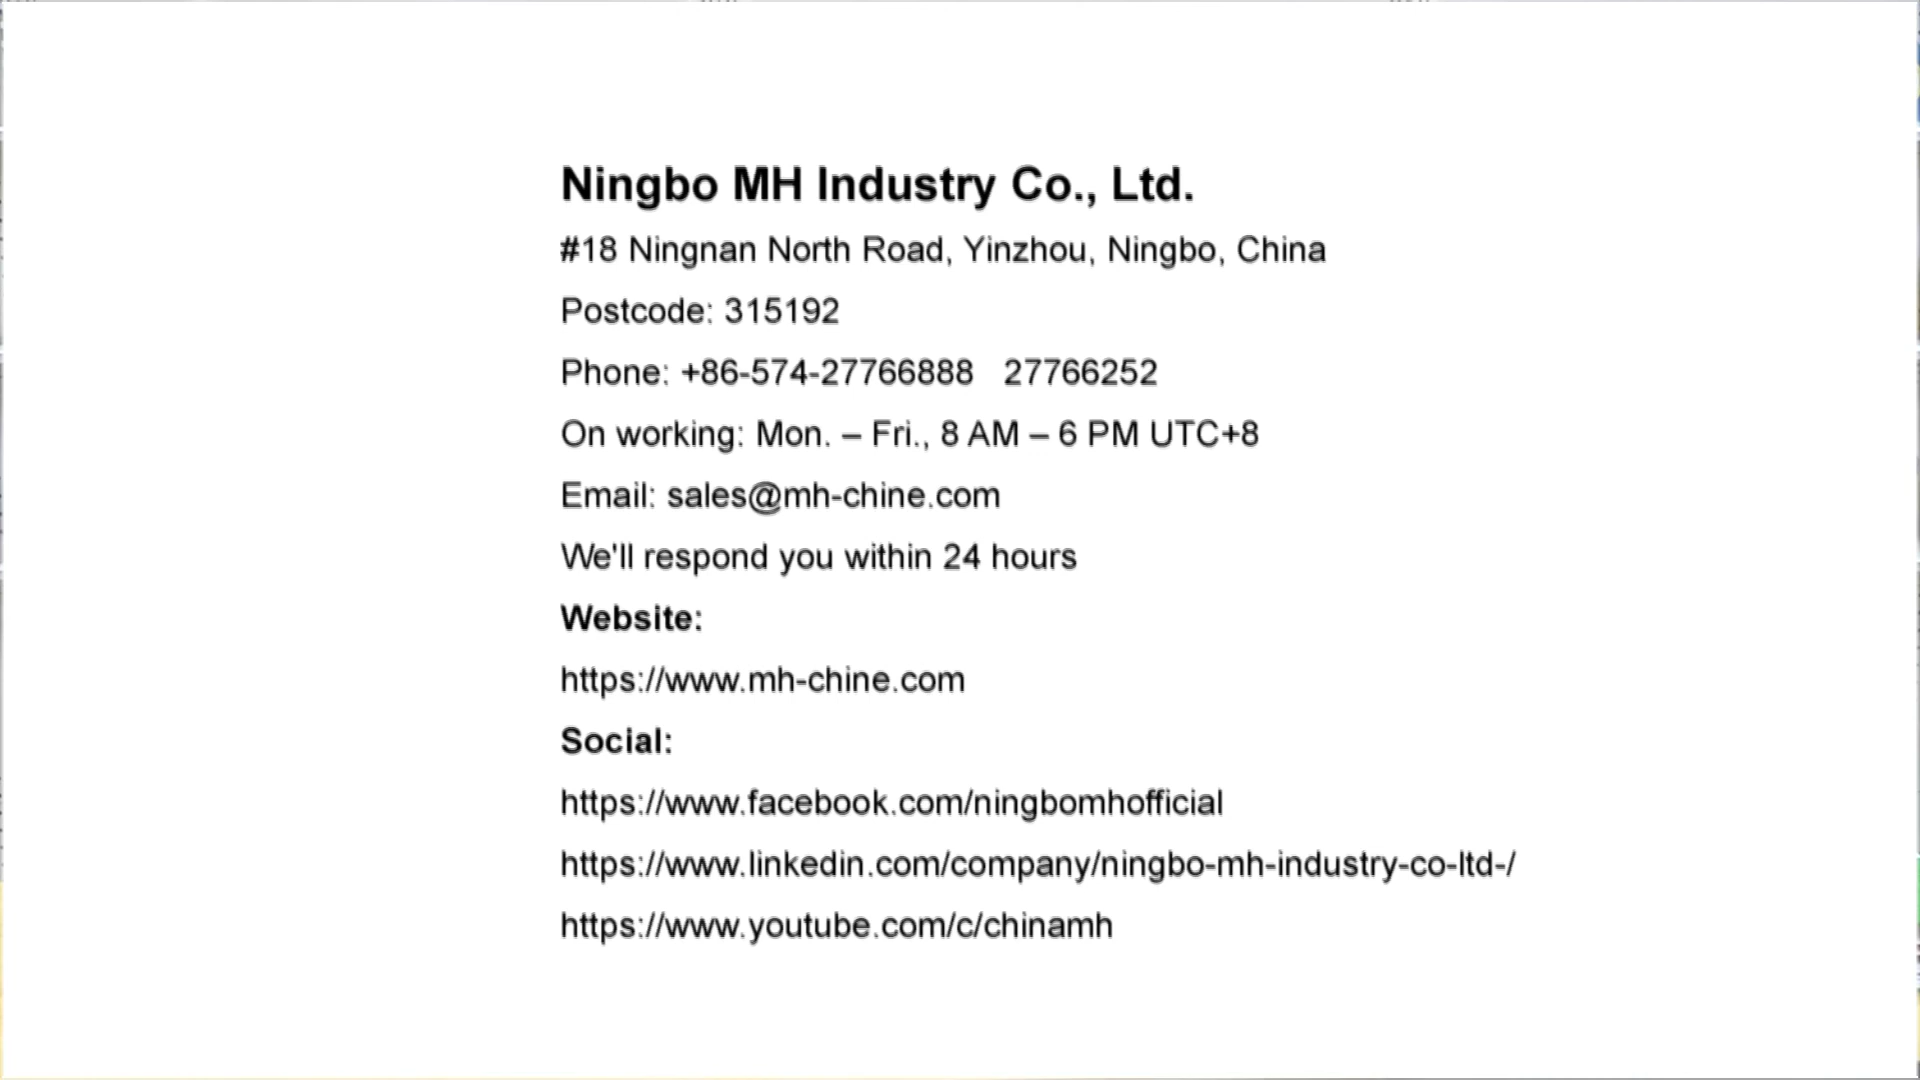 Ningbo MH Industry Co., Ltd.
#18 Ningnan North Road, Yinzhou, Ningbo, China
Postcode: 315192
Phone: +86-574-27766888   27766252
On working: Mon. – Fri., 8 AM – 6 PM UTC+8
Email: sales@mh-chine.com
We'll respond you within 24 hours
Website:
https://www.mh-chine.com
Social:
https://www.facebook.com/ningbomhofficial
https://www.linkedin.com/company/ningbo-mh-industry-co-ltd-/
https://www.youtube.com/c/chinamh